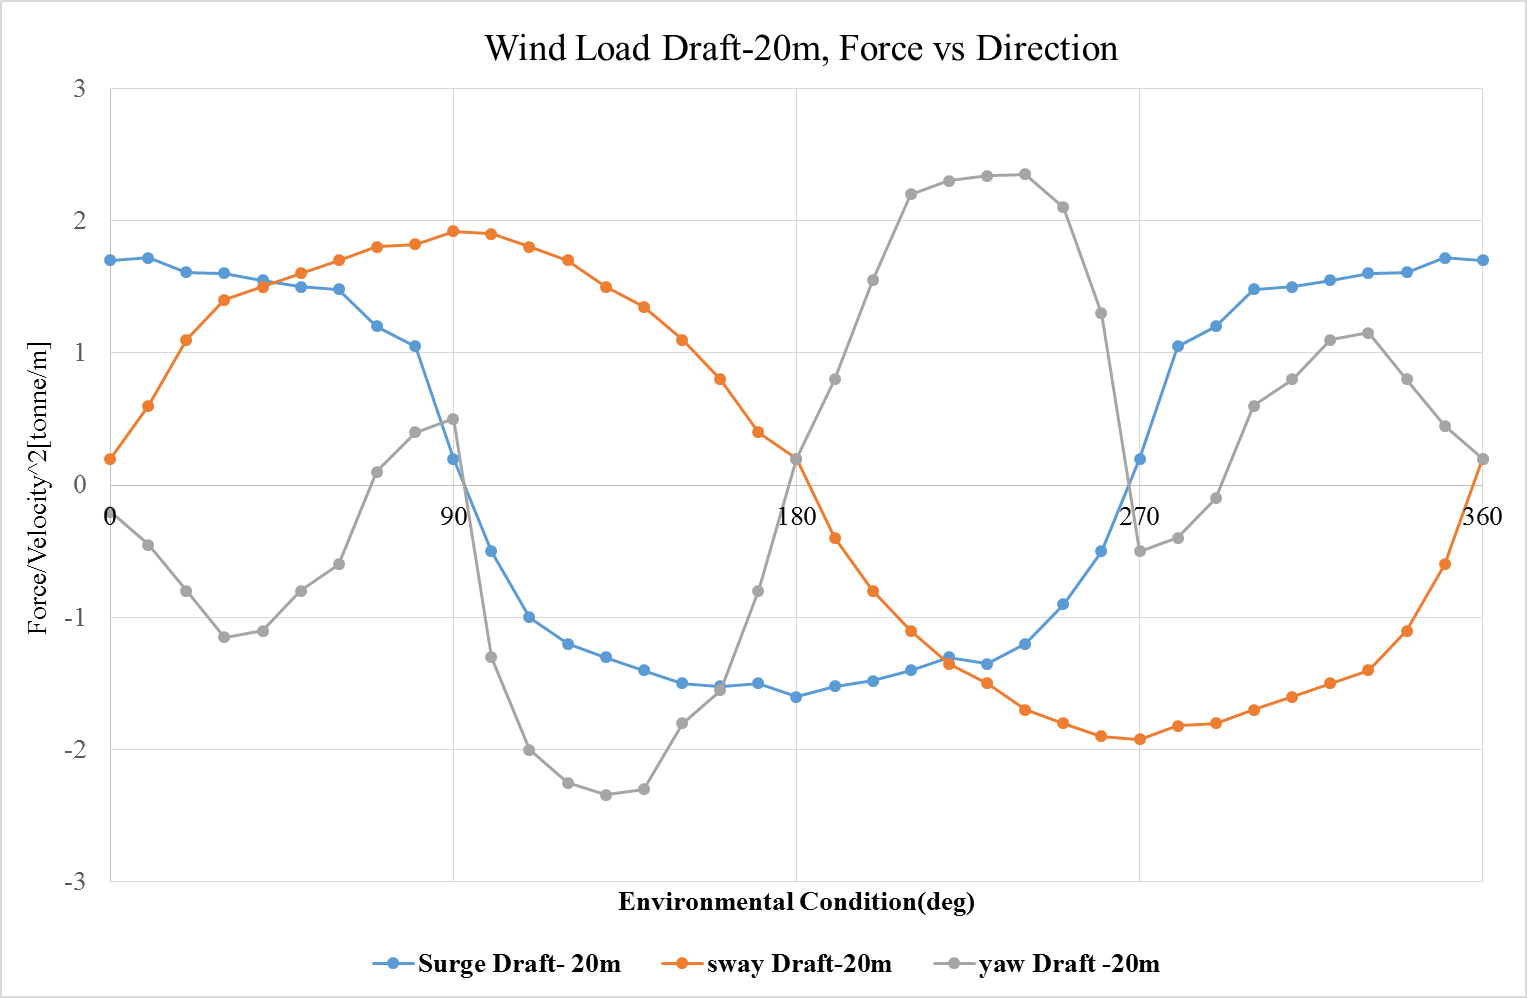 Wind Load Draft-20m, Force vs Direction
3
2
1
0
-1
-2
-3
Force/Velocity^2[tonne/m]
0 90 180 270 360
Environmental Condition(deg)
Surge Draft- 20m sway Draft-20m yaw Draft -20m